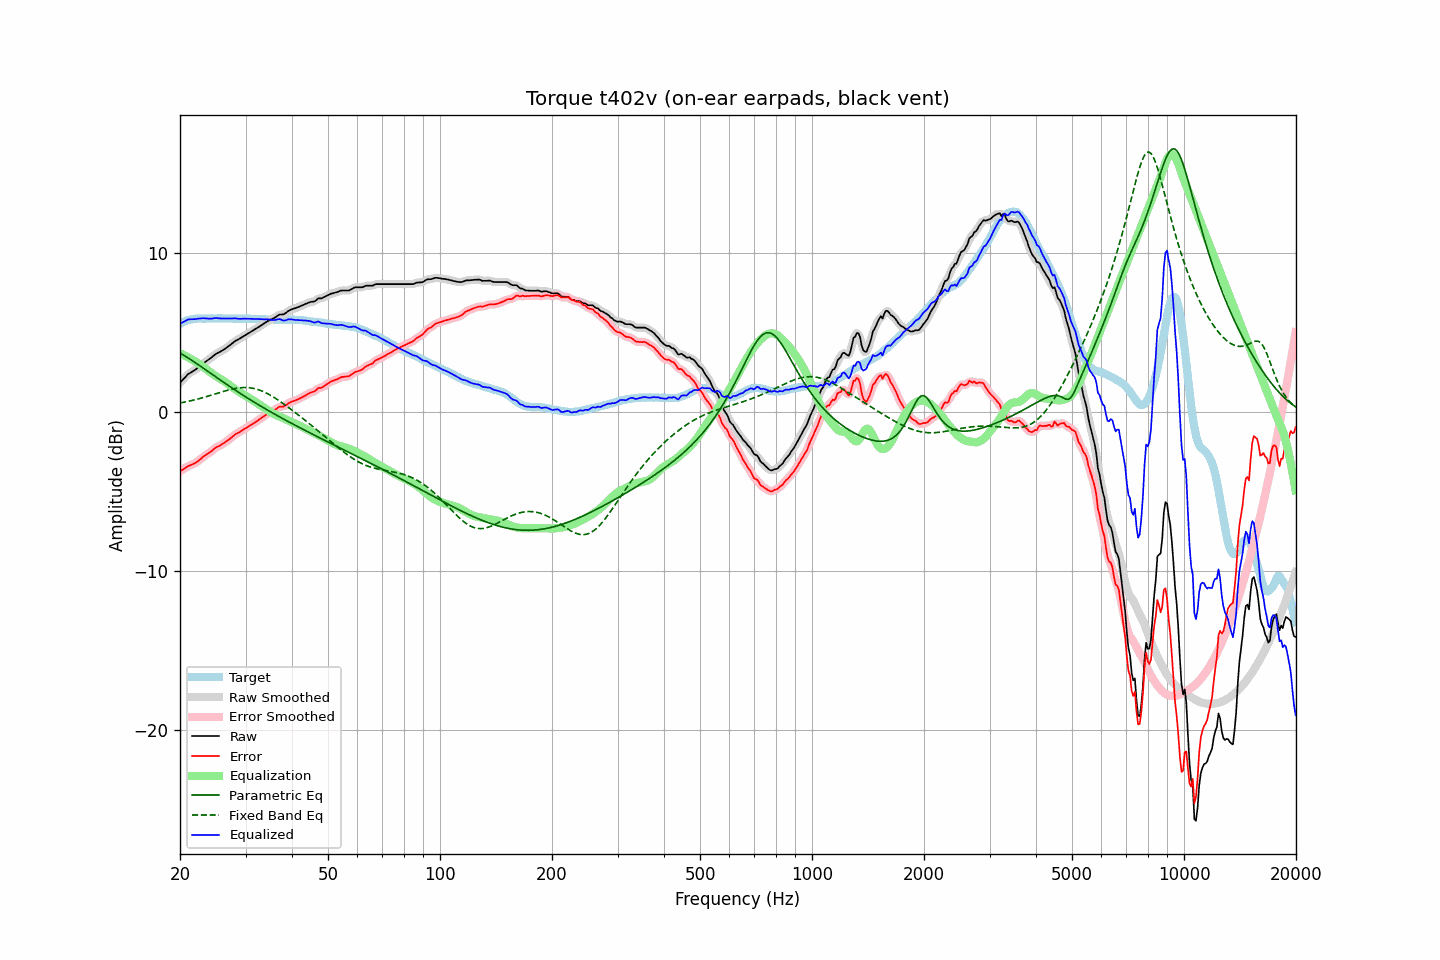 Torque t402v (on-ear earpads, black vent)
Amplitude (dBr)
10
0
−10
−20
Target
Raw Smoothed
Error Smoothed
Raw
Error
Equalization
Parametric Eq
Fixed Band Eq
Equalized
20 50 100 200 500 1000 2000 5000 10000 20000
Frequency (Hz)